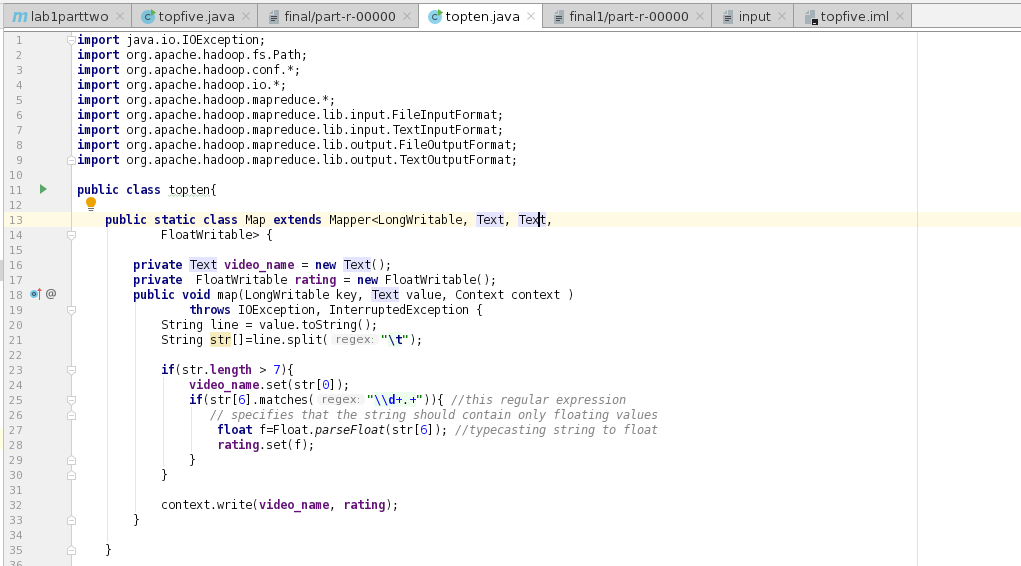 lab1parttwo topfive.java final/part-r-00000 topten.java final1/part-r-00000 input topfive.iml
1 import java.io.IOException;
2 import org.apache.hadoop.fs.Path;
3 import org.apache.hadoop.conf.*;
4 import org.apache.hadoop.io.*;
5 import org.apache.hadoop.mapreduce.*;
6 import org.apache.hadoop.mapreduce.lib.input.FileInputFormat;
7 import org.apache.hadoop.mapreduce.lib.input.TextInputFormat;
8 import org.apache.hadoop.mapreduce.lib.output.FileOutputFormat;
9 import org.apache.hadoop.mapreduce.lib.output.TextOutputFormat;
10
11 public class topten{
12
13 public static class Map extends Mapper<LongWritable, Text, Text,
14 FloatWritable> {
15
16 private Text video_name = new Text();
17 private  FloatWritable rating = new FloatWritable();
18 @ public void map(LongWritable key, Text value, Context context )
19 throws IOException, InterruptedException {
20 String line = value.toString();
21 String str[]=line.split( regex: "\t");
22
23 if(str.length > 7){
24 video_name.set(str[0]);
25 if(str[6].matches( regex: "\\d+.+")){ //this regular expression
26 // specifies that the string should contain only floating values
27 float f=Float.parseFloat(str[6]); //typecasting string to float
28 rating.set(f);
29 }
30 }
31
32 context.write(video_name, rating);
33 }
34
35 }
36